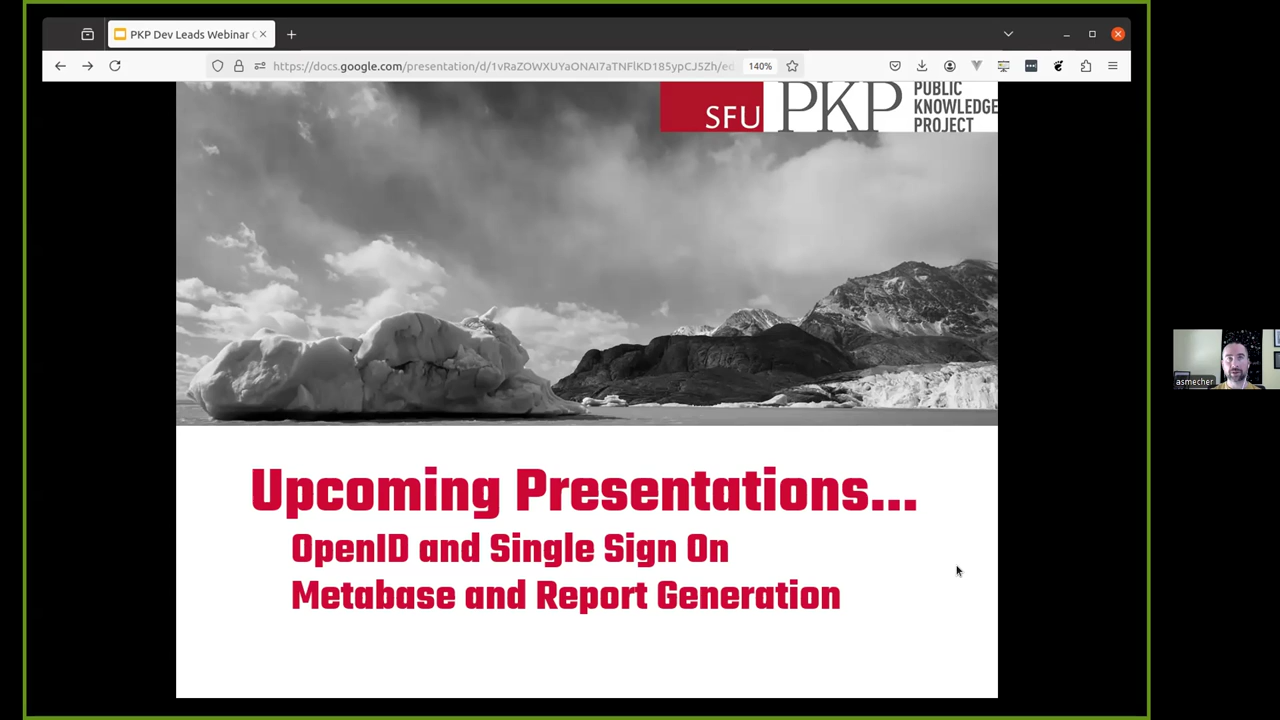 PKP Dev Leads Webinar
https://docs.google.com/presentation/d/1vRaZOWXUYaONAI7aTNFlKD185ypCJ5Zh/ed
140%
SFU PKP PUBLIC
KNOWLEDGE
PROJECT
Upcoming Presentations...
OpenID and Single Sign On
Metabase and Report Generation
asmecher